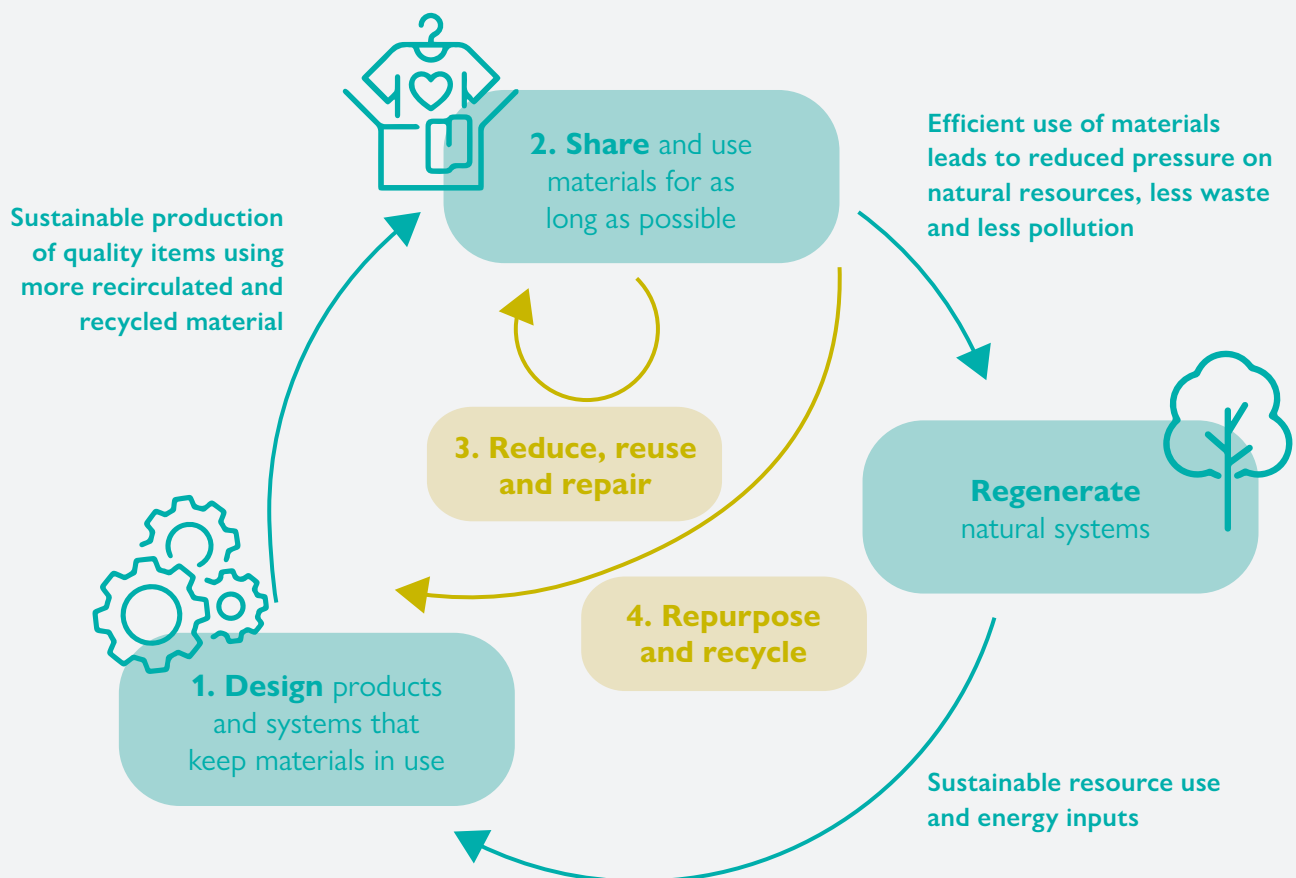 2. Share and use
materials for as
long as possible
Efficient use of materials
leads to reduced pressure on
natural resources, less waste
and less pollution
Sustainable production
of quality items using
more recirculated and
recycled material
3. Reduce, reuse
and repair
Regenerate
natural systems
4. Repurpose
and recycle
1. Design products
and systems that
keep materials in use
Sustainable resource use
and energy inputs